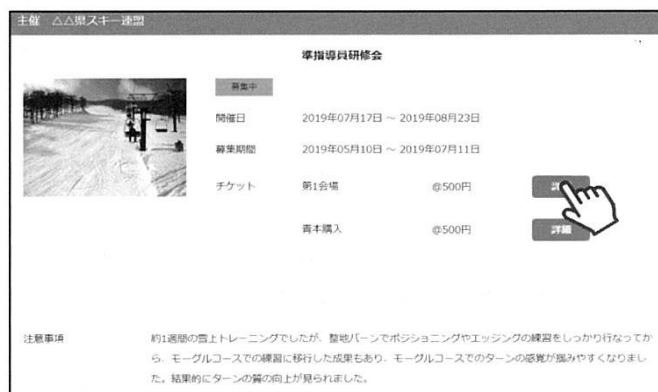 主催　△△県スキー連盟
準指導員研修会
募集中
開催日　2019年07月17日 ～ 2019年08月23日
募集期間　2019年05月10日 ～ 2019年07月11日
チケット　第1会場　@500円
青本購入　@500円　詳細
注意事項　約1週間の雪上トレーニングでしたが、整地バーンでポジショニングやエッジングの練習をしっかり行なってか
ら、モーグルコースでの練習に移行した成果もあり、モーグルコースでのターンの感覚が掴みやすくなりまし
た。結果的にターンの質の向上が見られました。